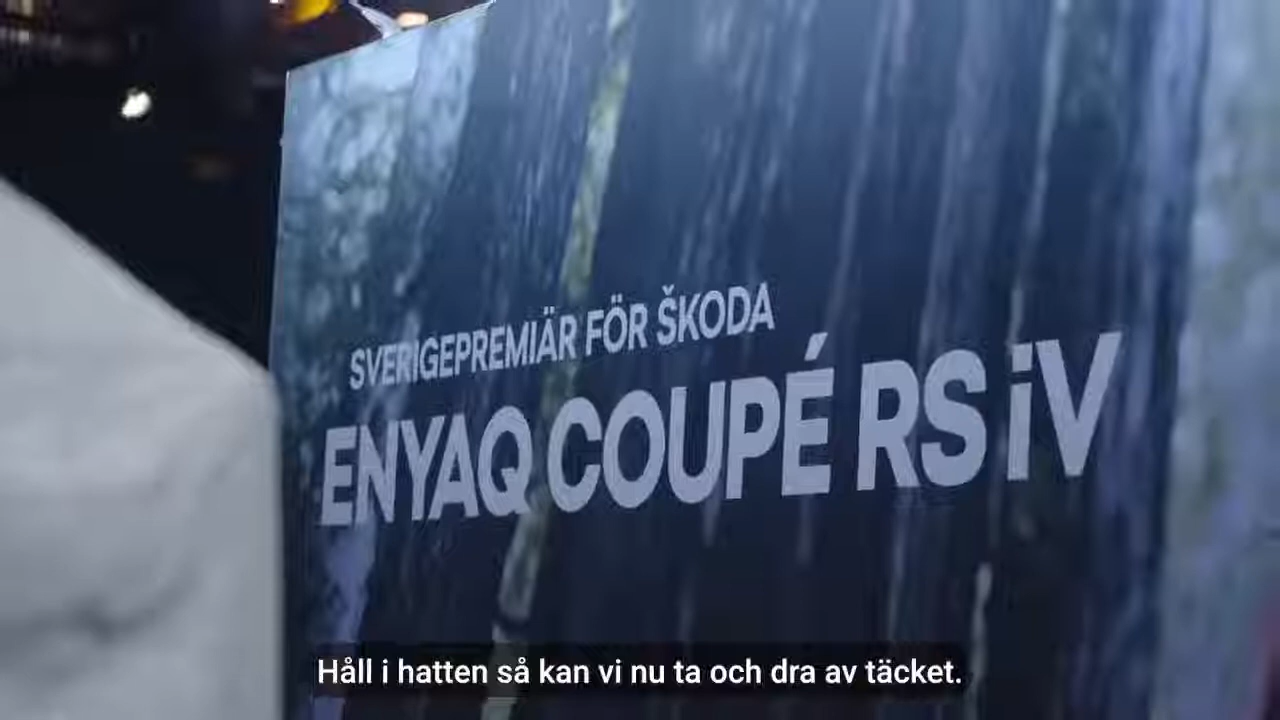 SVERIGEPREMIÄR FÖR ŠKODA
ENYAQ COUPÉ RS iV
Håll i hatten så kan vi nu ta och dra av täcket.